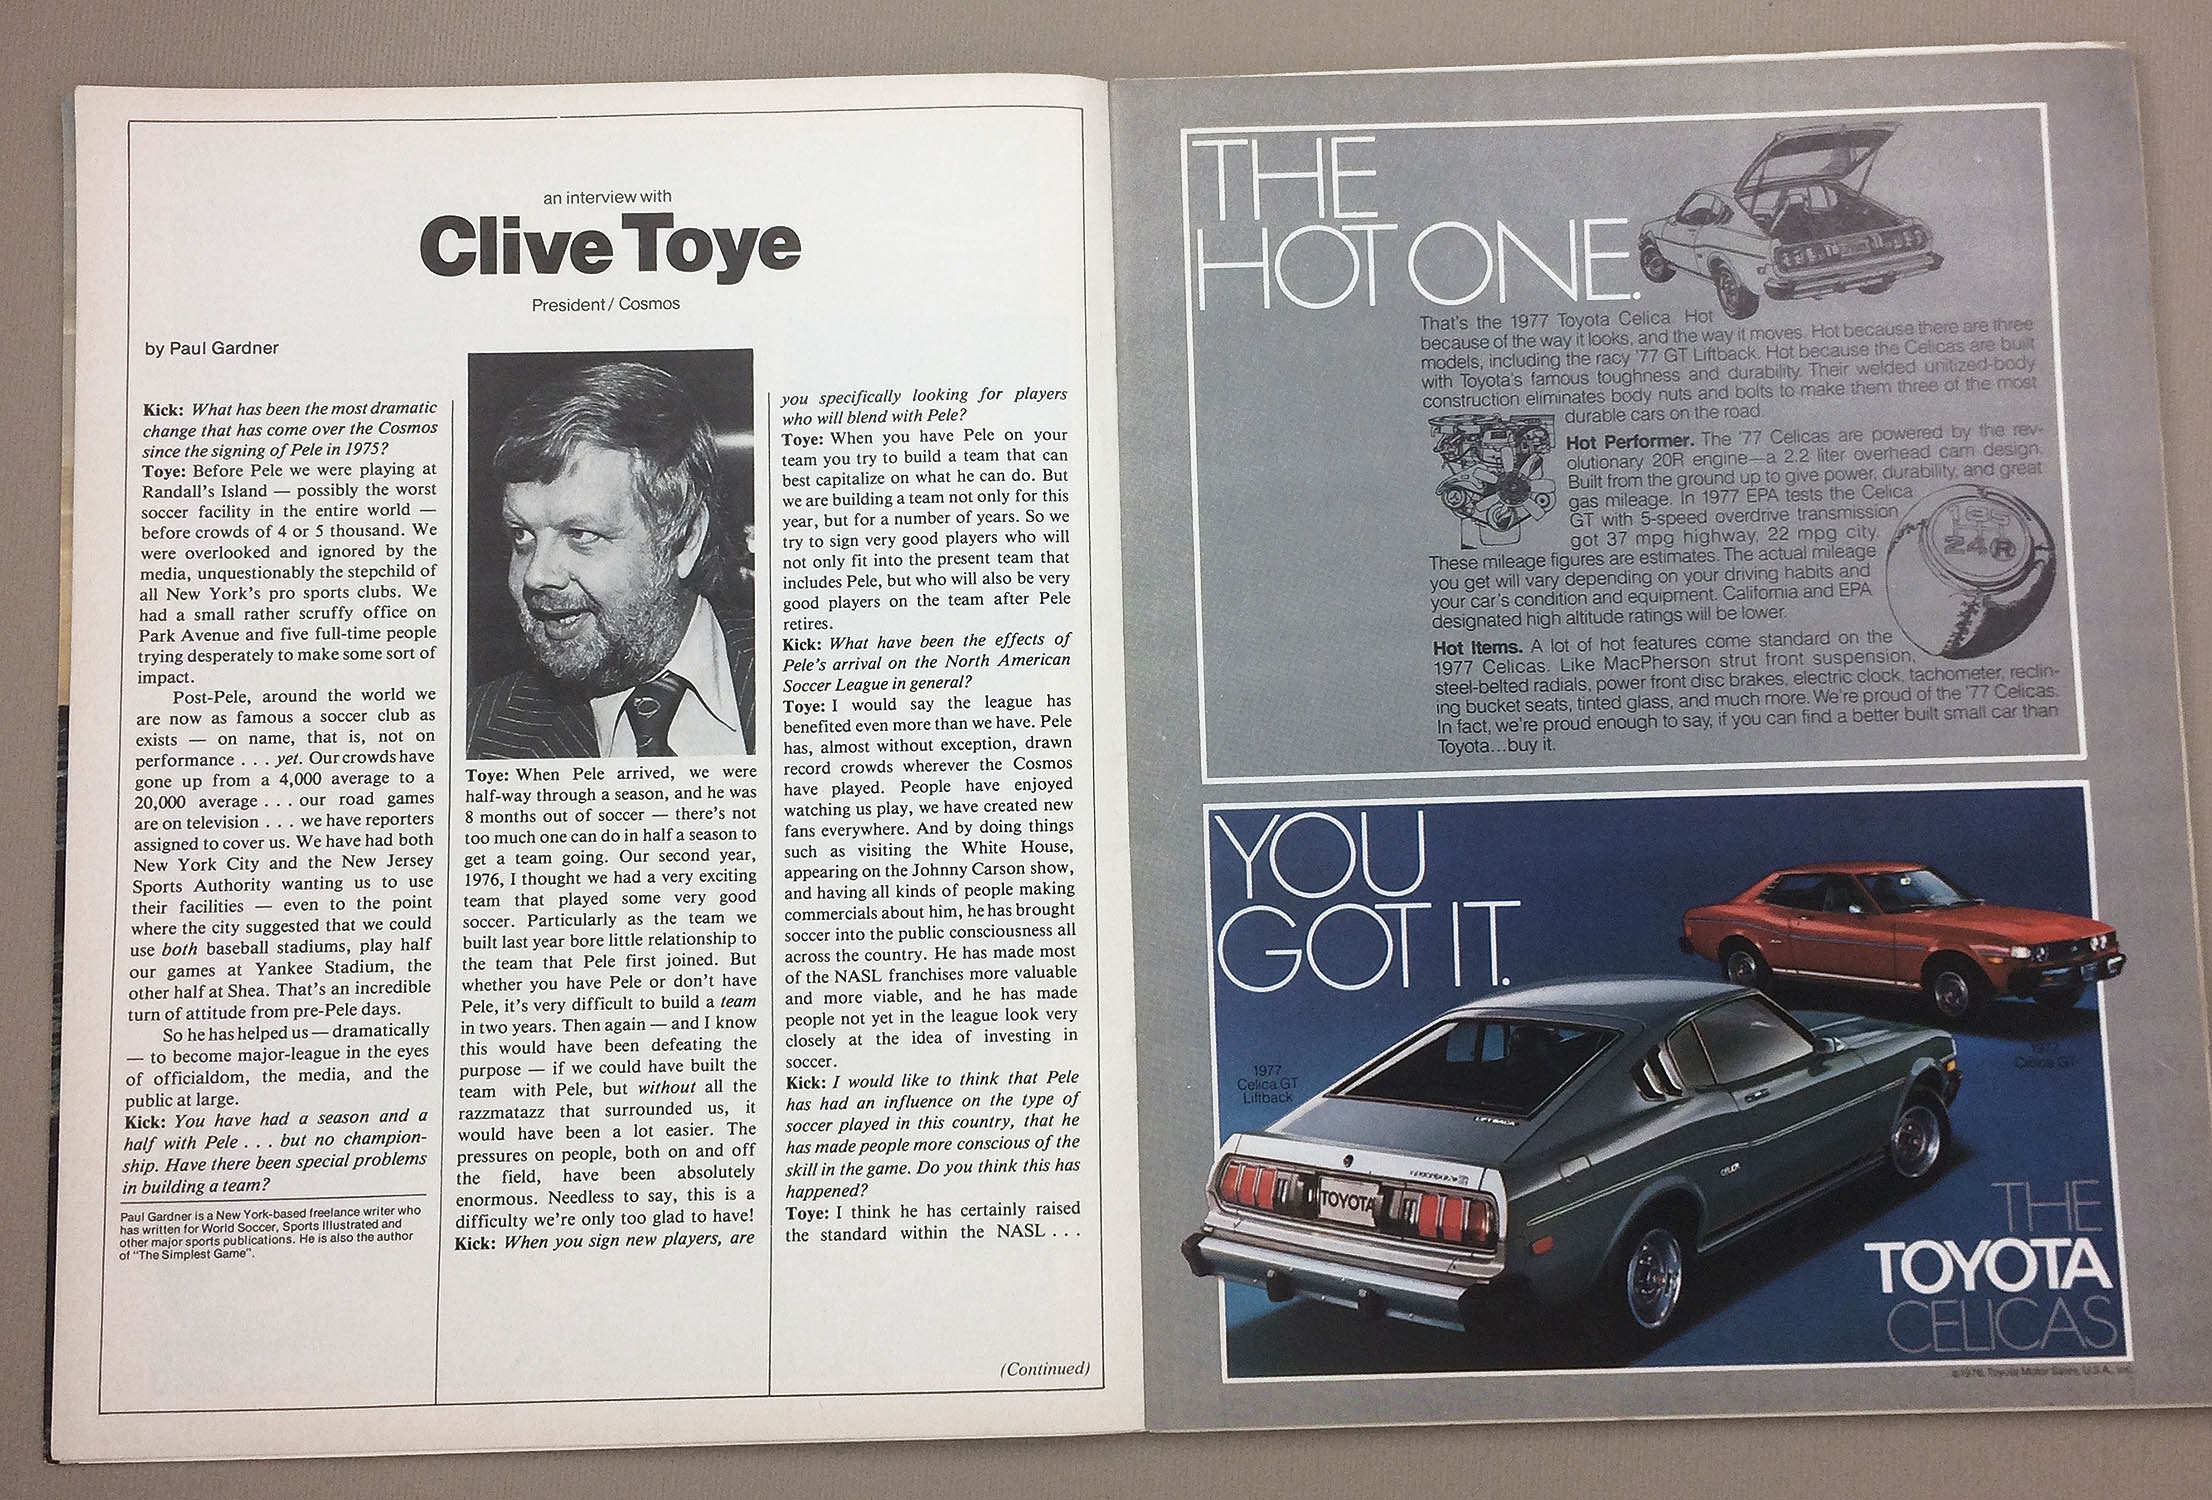 an interview with
Clive Toye
President / Cosmos
by Paul Gardner
Kick: What has been the most dramatic
change that has come over the Cosmos
since the signing of Pele in 1975?
Toye: Before Pele we were playing at
Randall's Island — possibly the worst
soccer facility in the entire world —
before crowds of 4 or 5 thousand. We
were overlooked and ignored by the
media, unquestionably the stepchild of
all New York's pro sports clubs. We
had a small rather scruffy office on
Park Avenue and five full-time people
trying desperately to make some sort of
impact.
Post-Pele, around the world we
are now as famous a soccer club as
exists — on name, that is, not on
performance . . . yet. Our crowds have
gone up from a 4,000 average to a
20,000 average . . . our road games
are on television . . . we have reporters
assigned to cover us. We have had both
New York City and the New Jersey
Sports Authority wanting us to use
their facilities — even to the point
where the city suggested that we could
use both baseball stadiums, play half
our games at Yankee Stadium, the
other half at Shea. That's an incredible
turn of attitude from pre-Pele days.
So he has helped us — dramatically
— to become major-league in the eyes
of officialdom, the media, and the
public at large.
Kick: You have had a season and a
half with Pele . . . but no champion-
ship. Have there been special problems
in building a team?
Paul Gardner is a New York-based freelance writer who
has written for World Soccer, Sports Illustrated and
other major sports publications. He is also the author
of "The Simplest Game".
Toye: When Pele arrived, we were
half-way through a season, and he was
8 months out of soccer — there's not
too much one can do in half a season to
get a team going. Our second year,
1976, I thought we had a very exciting
team that played some very good
soccer. Particularly as the team we
built last year bore little relationship to
the team that Pele first joined. But
whether you have Pele or don't have
Pele, it's very difficult to build a team
in two years. Then again — and I know
this would have been defeating the
purpose — if we could have built the
team with Pele, but without all the
razzmatazz that surrounded us, it
would have been a lot easier. The
pressures on people, both on and off
the field, have been absolutely
enormous. Needless to say, this is a
difficulty we're only too glad to have!
Kick: When you sign new players, are
you specifically looking for players
who will blend with Pele?
Toye: When you have Pele on your
team you try to build a team that can
best capitalize on what he can do. But
we are building a team not only for this
year, but for a number of years. So we
try to sign very good players who will
not only fit into the present team that
includes Pele, but who will also be very
good players on the team after Pele
retires.
Kick: What have been the effects of
Pele's arrival on the North American
Soccer League in general?
Toye: I would say the league has
benefited even more than we have. Pele
has, almost without exception, drawn
record crowds wherever the Cosmos
have played. People have enjoyed
watching us play, we have created new
fans everywhere. And by doing things
such as visiting the White House,
appearing on the Johnny Carson show,
and having all kinds of people making
commercials about him, he has brought
soccer into the public consciousness all
across the country. He has made most
of the NASL franchises more valuable
and more viable, and he has made
people not yet in the league look very
closely at the idea of investing in
soccer.
Kick: I would like to think that Pele
has had an influence on the type of
soccer played in this country, that he
has made people more conscious of the
skill in the game. Do you think this has
happened?
Toye: I think he has certainly raised
the standard within the NASL . . .
(Continued)
THE
HOT ONE.
That's the 1977 Toyota Celica. Hot
because of the way it looks, and the way it moves. Hot because there are three
models, including the racy '77 GT Liftback. Hot because the Celicas are built
with Toyota's famous toughness and durability. Their welded unitized-body
construction eliminates body nuts and bolts to make them three of the most
durable cars on the road.
Hot Performer. The '77 Celicas are powered by the rev-
olutionary 20R engine—a 2.2 liter overhead cam design.
Built from the ground up to give power, durability, and great
gas mileage. In 1977 EPA tests the Celica
GT with 5-speed overdrive transmission
got 37 mpg highway, 22 mpg city.
These mileage figures are estimates. The actual mileage
you get will vary depending on your driving habits and
your car's condition and equipment. California and EPA
designated high altitude ratings will be lower.
135
24R
Hot Items. A lot of hot features come standard on the
1977 Celicas. Like MacPherson strut front suspension,
steel-belted radials, power front disc brakes, electric clock, tachometer, reclin-
ing bucket seats, tinted glass, and much more. We're proud of the '77 Celicas.
In fact, we're proud enough to say, if you can find a better built small car than
Toyota...buy it.
YOU
GOT IT.
1977
Celica GT
1977
Celica GT
Liftback
LIFTBACK
TOYOTA
CELICA
THE
TOYOTA
CELICAS
©1976, Toyota Motor Sales, U.S.A., Inc.